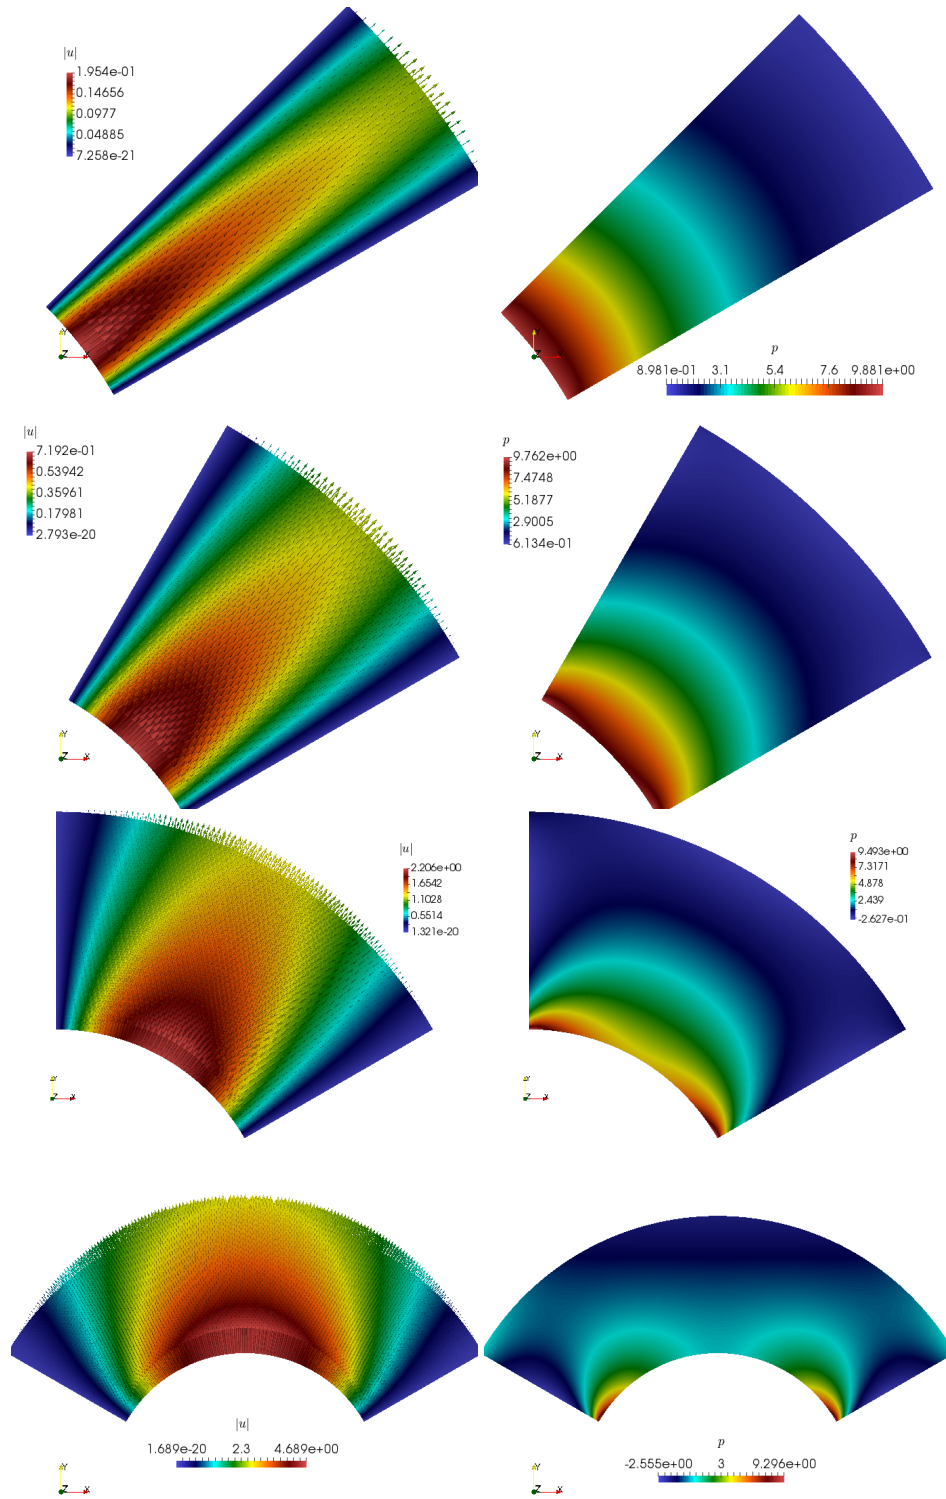 |u|
1.954e-01
0.14656
0.0977
0.04885
7.258e-21
Y
Z
X
Y
Z
p
8.981e-01 3.1 5.4 7.6 9.881e+00
|u|
7.192e-01
0.53942
0.35961
0.17981
2.793e-20
Y
Z X
p
9.762e+00
7.4748
5.1877
2.9005
6.134e-01
Y
Z X
|u|
2.206e+00
1.6542
1.1028
0.5514
1.321e-20
Y
Z X
p
9.493e+00
7.3171
4.878
2.439
-2.627e-01
Y
Z X
|u|
1.689e-20 2.3 4.689e+00
Y
Z X
p
-2.555e+00 3 9.296e+00
Y
Z X